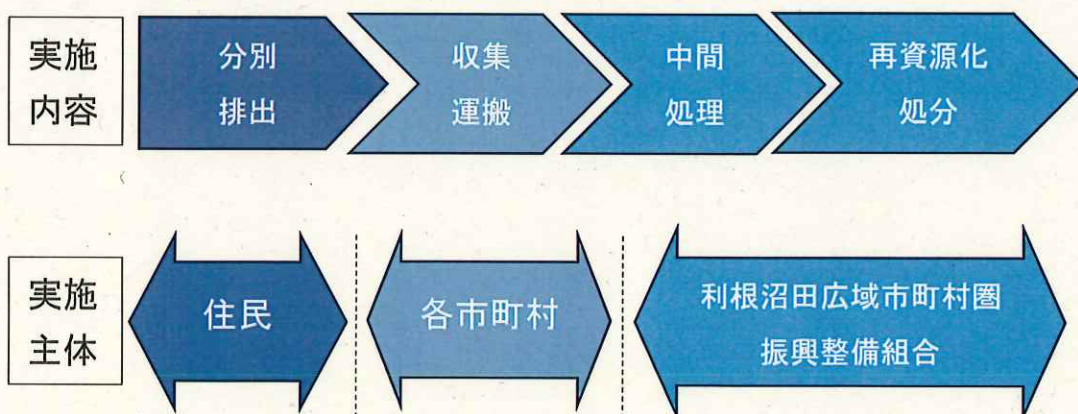 実施
内容
分別
排出
収集
運搬
中間
処理
再資源化
処分
実施
主体
住民
各市町村
利根沼田広域市町村圏
振興整備組合